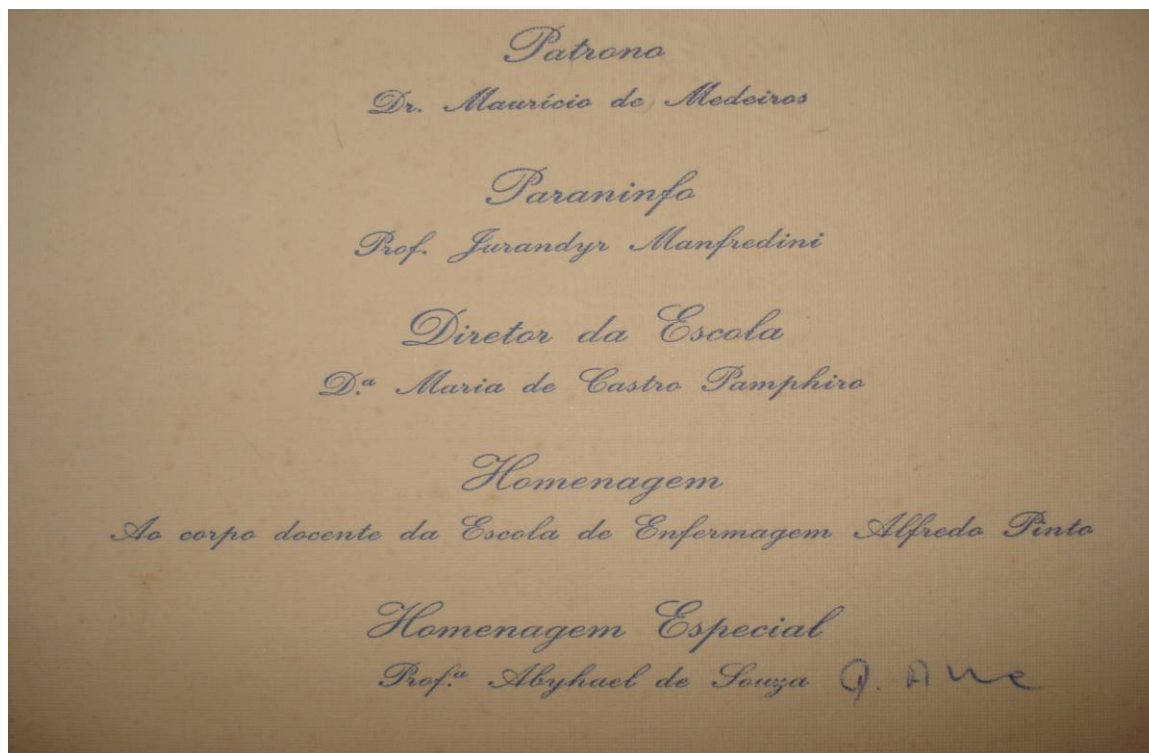 Patrono
Dr. Maurício de Medeiros
Paraninfo
Prof. Jurandyr Manfredini
Diretor da Escola
D.ª Maria de Castro Pamphiro
Homenagem
Ao corpo docente da Escola de Enfermagem Alfredo Pinto
Homenagem Especial
Prof.ª Abyhael de Souza